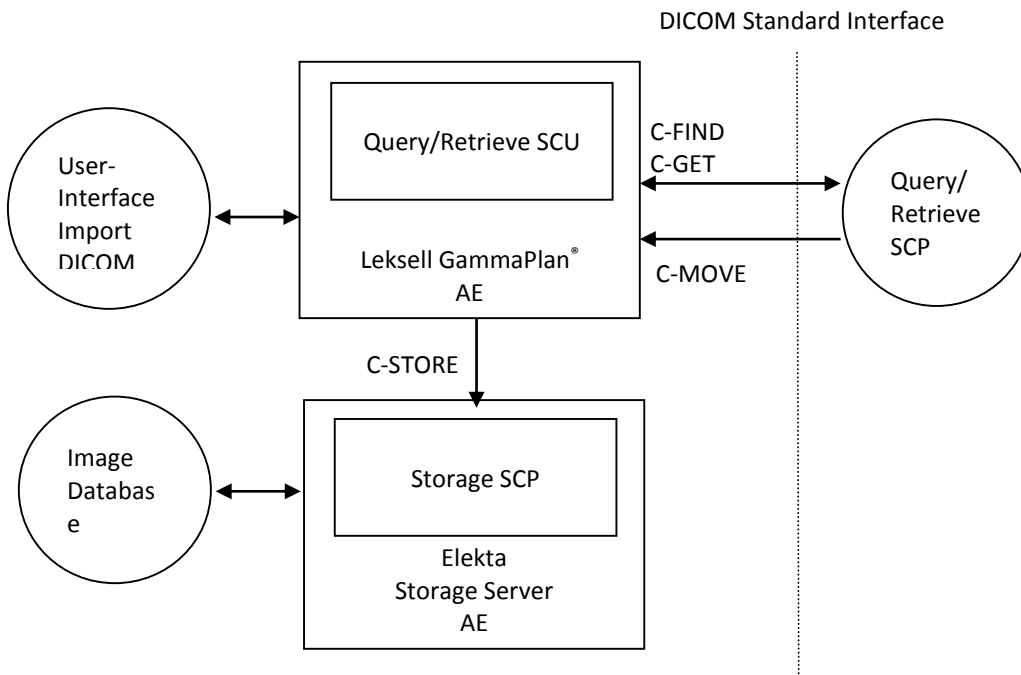 DICOM Standard Interface
Query/Retrieve SCU
C-FIND
C-GET
User-
Interface
Import
DICOM
Query/
Retrieve
SCP
Leksell GammaPlan®
AE
C-MOVE
C-STORE
Image
Databas
e
Storage SCP
Elekta
Storage Server
AE